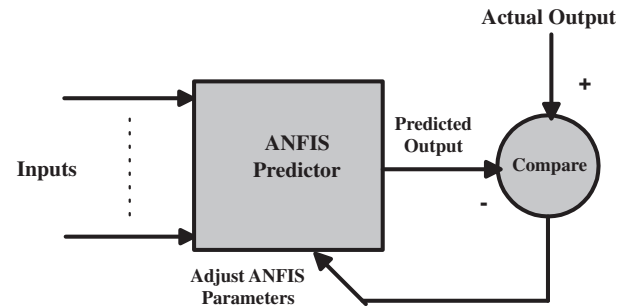 Actual Output
+
ANFIS
Predictor
Predicted
Output
Compare
Inputs
-
Adjust ANFIS
Parameters